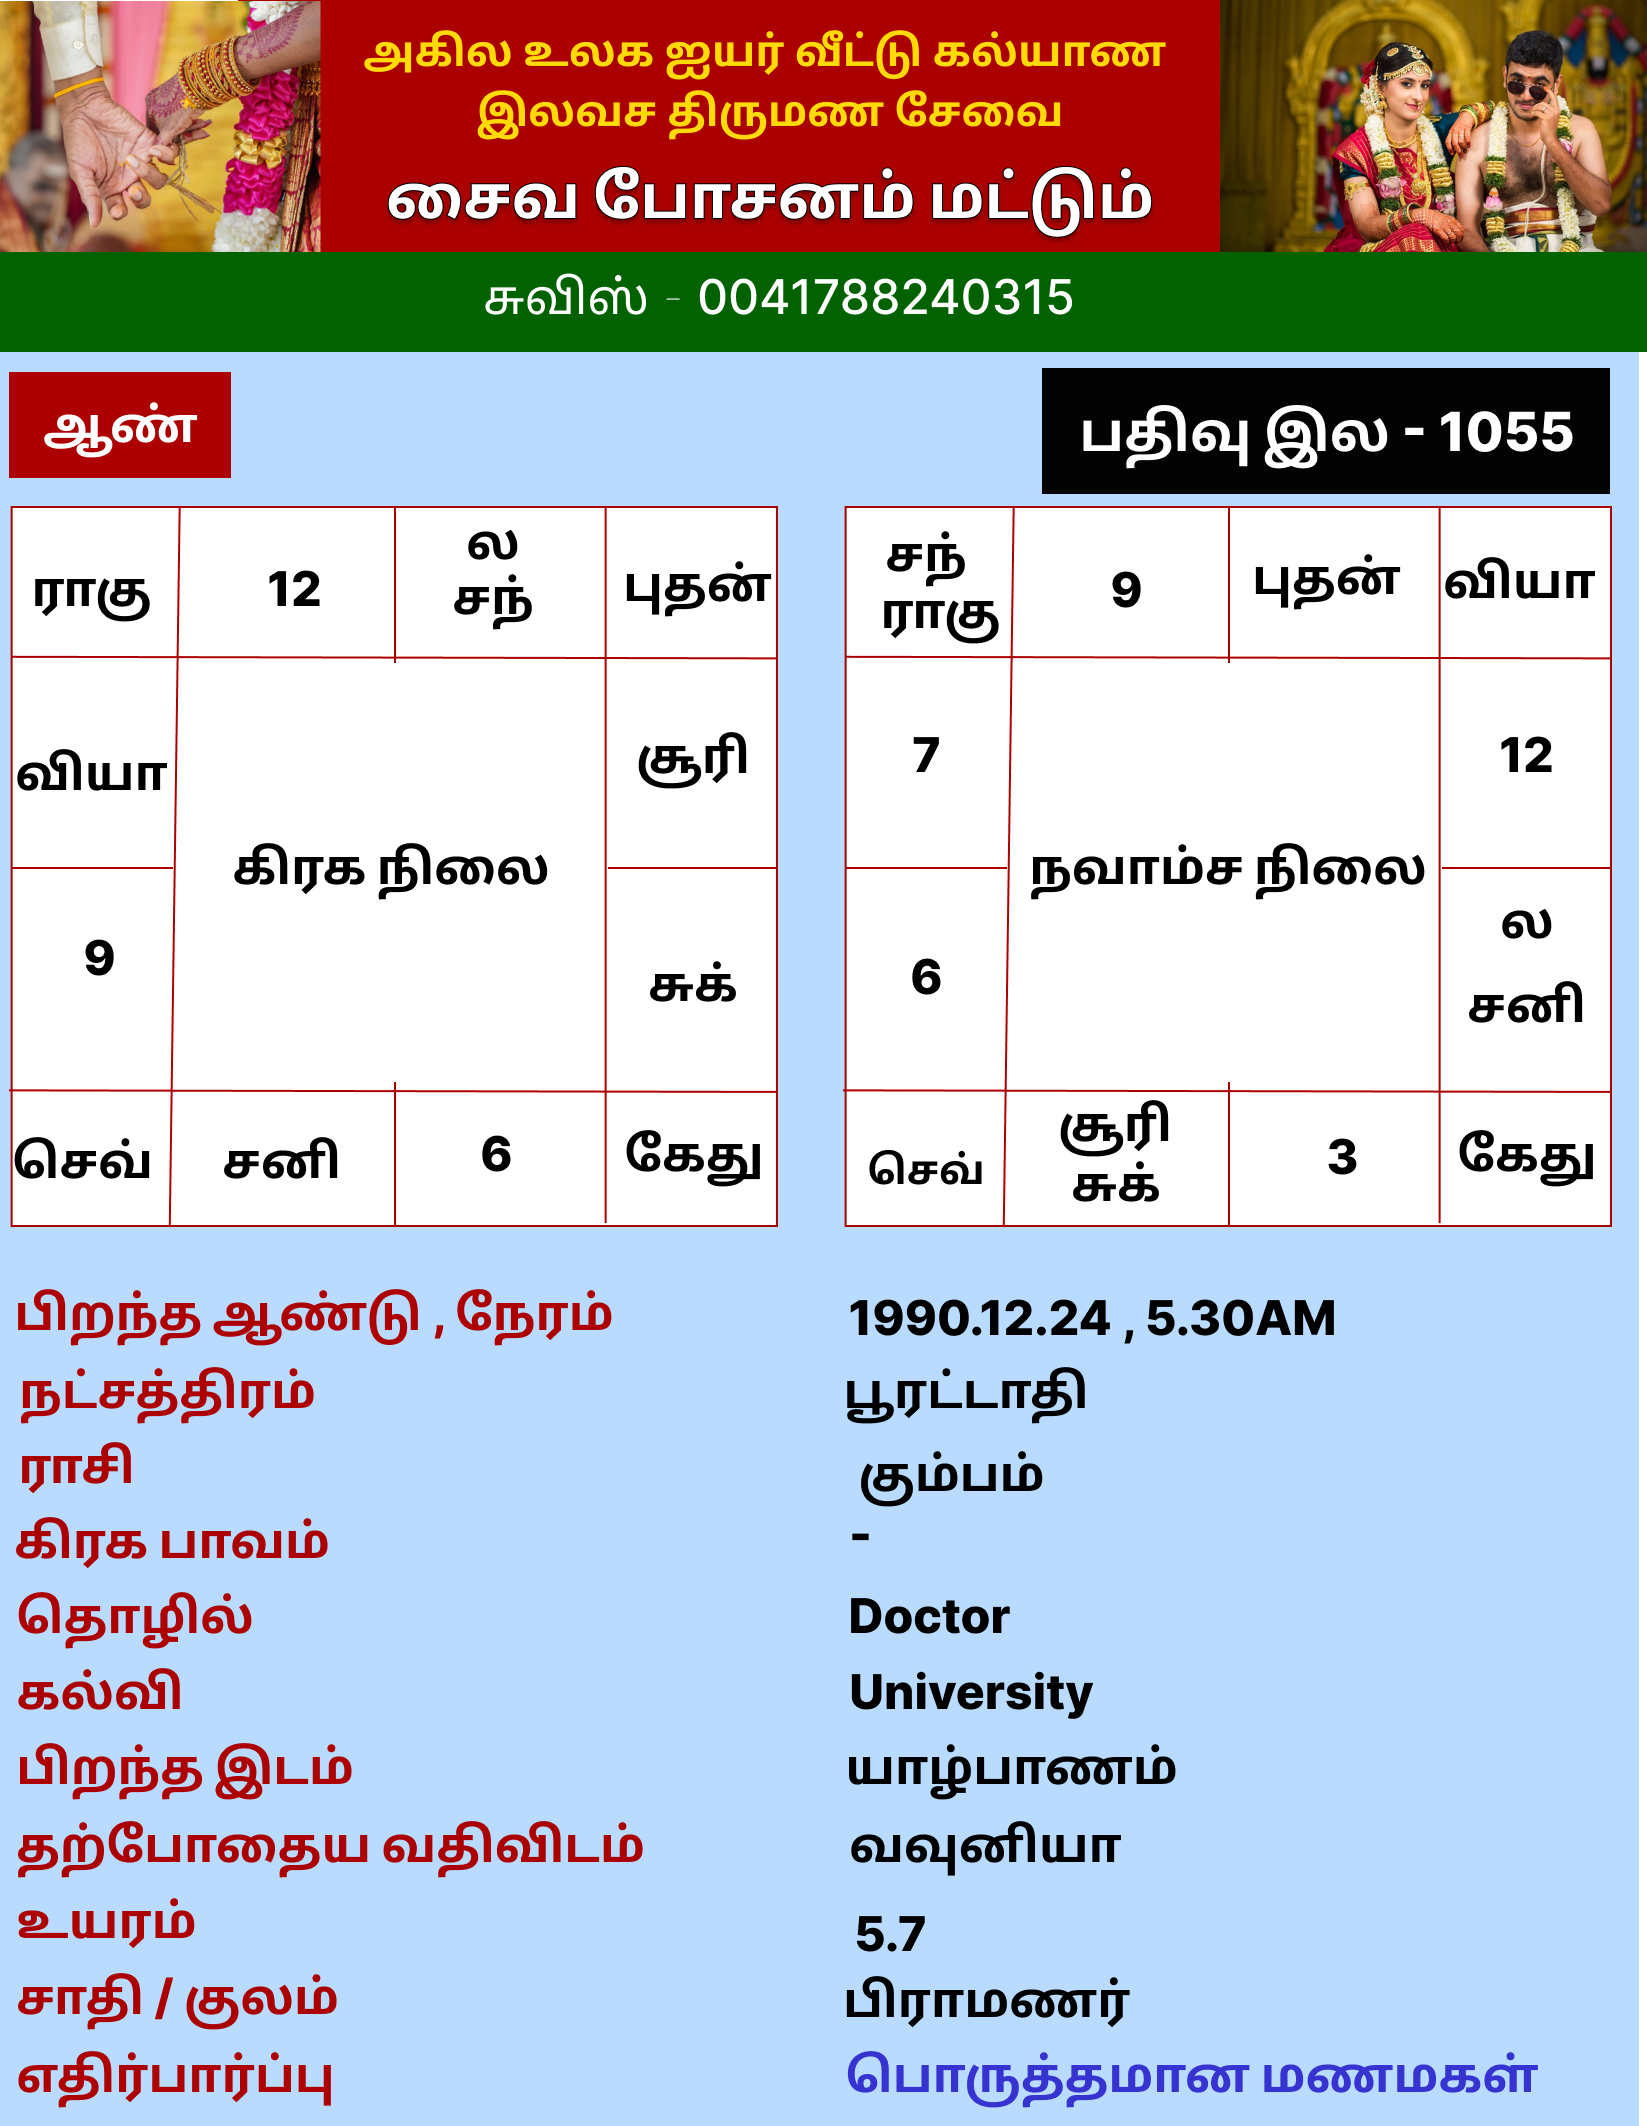 அகில உலக ஐயர் வீட்டு கல்யாண
இலவச திருமண சேவை
சைவ போசனம் மட்டும்
சுவிஸ் - 0041788240315
ஆண்
பதிவு இல - 1055
ராகு
12
ல
சந்
புதன்
வியா
சூரி
கிரக நிலை
9
சுக்
செவ்
சனி
6
கேது
சந்
ராகு
9
புதன்
வியா
7
12
நவாம்ச நிலை
6
ல
சனி
செவ்
சூரி
சுக்
3
கேது
பிறந்த ஆண்டு , நேரம் 1990.12.24 , 5.30AM
நட்சத்திரம் பூரட்டாதி
ராசி கும்பம்
கிரக பாவம் -
தொழில் Doctor
கல்வி University
பிறந்த இடம் யாழ்பாணம்
தற்போதைய வதிவிடம் வவுனியா
உயரம் 5.7
சாதி / குலம் பிராமணர்
எதிர்பார்ப்பு பொருத்தமான மணமகள்